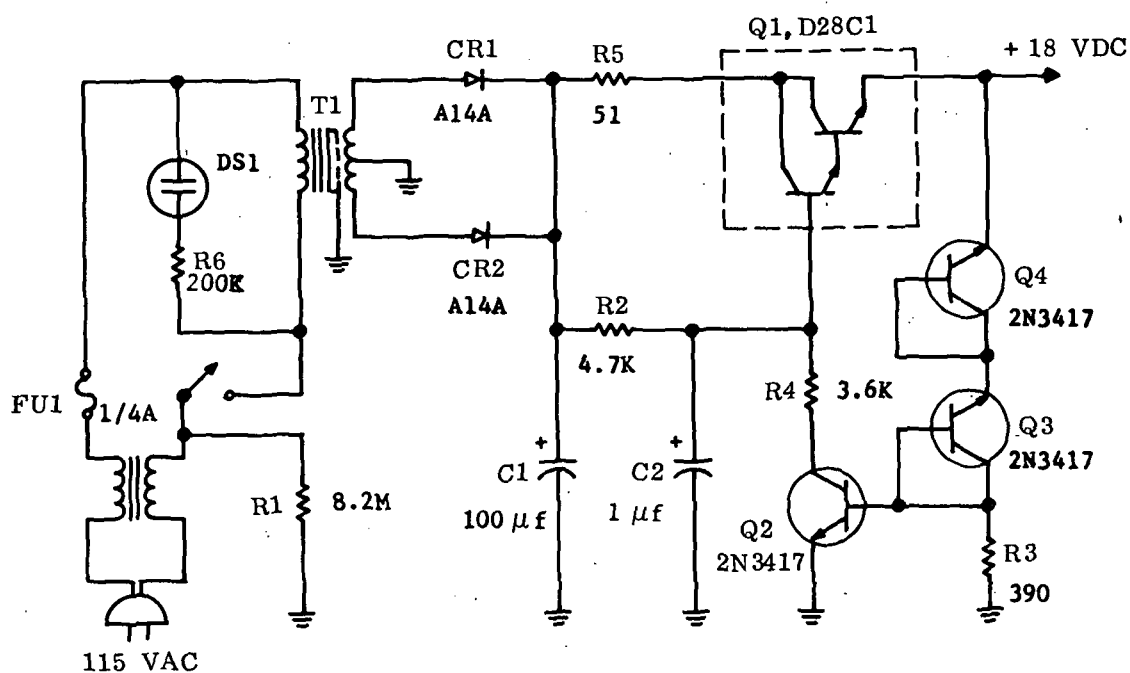 Q1, D28C1
CR1
A14A
R5
51
+ 18 VDC
T1
DS1
R6
200K
CR2
A14A
Q4
2N3417
R2
4.7K
R4
3.6K
FU1
1/4A
Q3
2N3417
R1
8.2M
+
C1
100 μf
+
C2
1 μf
Q2
2N3417
R3
390
115 VAC